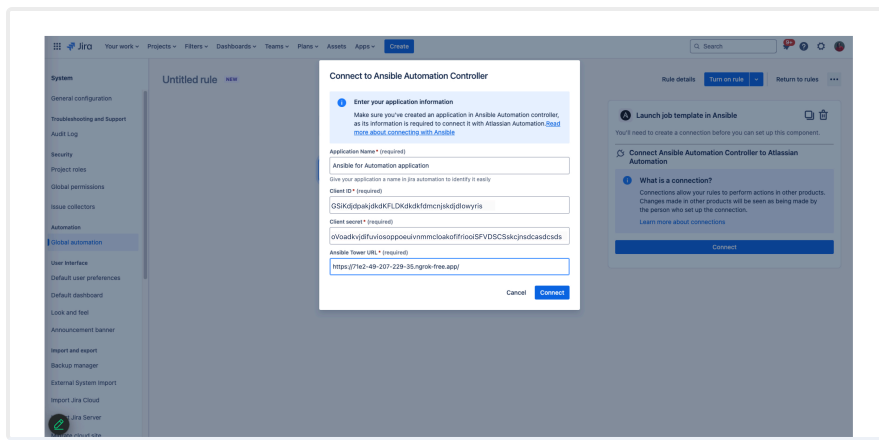 Jira Your work Projects Filters Dashboards Teams Plans Assets Apps Create Search
System
General configuration
Troubleshooting and Support
Audit Log
Security
Project roles
Global permissions
Issue collectors
Automation
Global automation
User Interface
Default user preferences
Default dashboard
Look and feel
Announcement banner
Import and export
Backup manager
External System Import
Import Jira Cloud
Jira Server
cloud site
Untitled rule NEW
Rule details Turn on rule Return to rules
Connect to Ansible Automation Controller
Enter your application information
Make sure you've created an application in Ansible Automation controller,
as its information is required to connect it with Atlassian Automation.Read
more about connecting with Ansible
Application Name * (required)
Ansible for Automation application
Give your application a name in jira automation to identify it easily
Client ID * (required)
GSiKdjdpakjdkdKFLDKdkdkfdmcnjskdjdlowyris
Client secret * (required)
oVoadkvjdifuviosoppoeuivnmmcloakofifriooiSFVDSCSskcjnsdcasdcsds
Ansible Tower URL * (required)
https://71e2-49-207-229-35.ngrok-free.app/
Cancel Connect
A Launch job template in Ansible
You'll need to create a connection before you can set up this component.
Connect Ansible Automation Controller to Atlassian
Automation
What is a connection?
Connections allow your rules to perform actions in other products.
Changes made in other products will be seen as being made by
the person who set up the connection.
Learn more about connections
Connect